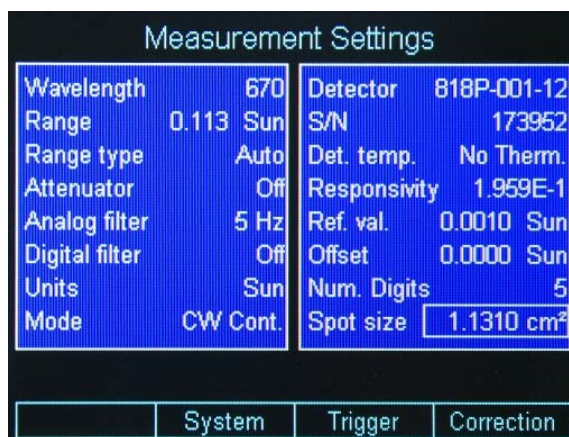 Measurement Settings
Wavelength 670
Range 0.113 Sun
Range type Auto
Attenuator Off
Analog filter 5 Hz
Digital filter Off
Units Sun
Mode CW Cont.
Detector 818P-001-12
S/N 173952
Det. temp. No Therm.
Responsivity 1.959E-1
Ref. val. 0.0010 Sun
Offset 0.0000 Sun
Num. Digits 5
Spot size 1.1310 cm²
System Trigger Correction